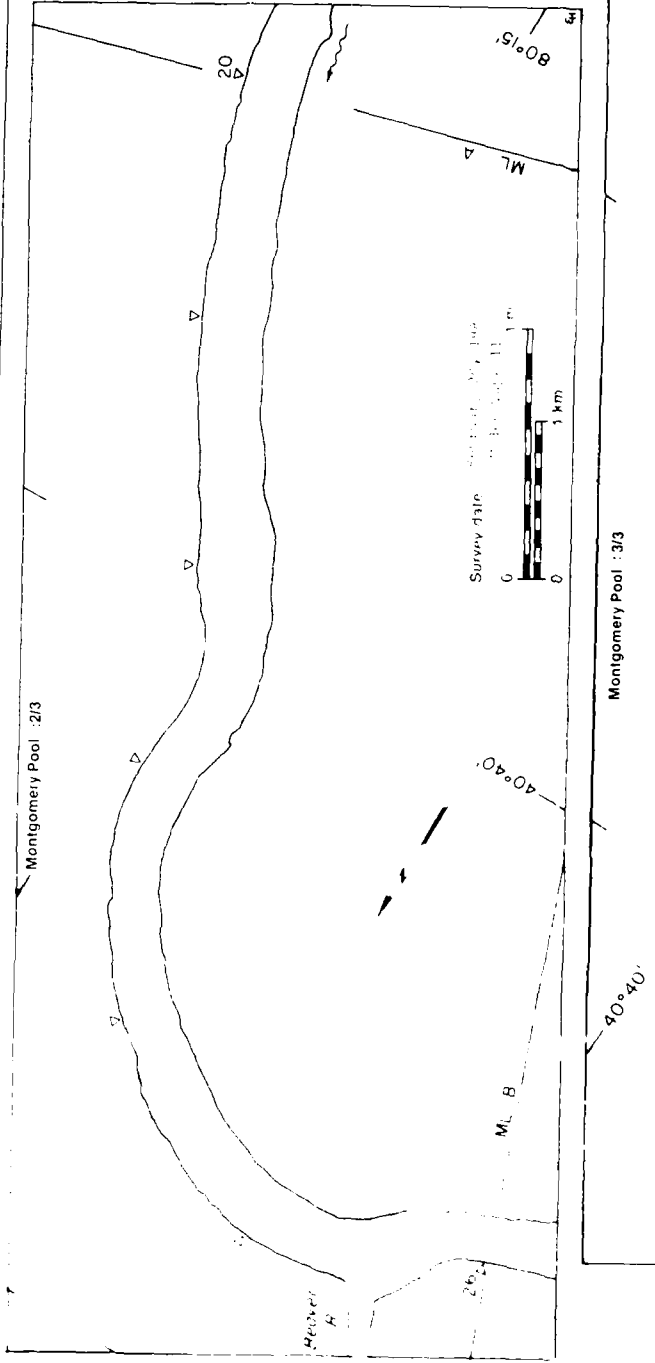 Montgomery Pool :2/3
20
80°15'
ML A
Survey date
0
1 km
40°40'
ML B
Beaver
R
26
40°40'
Montgomery Pool : 3/3